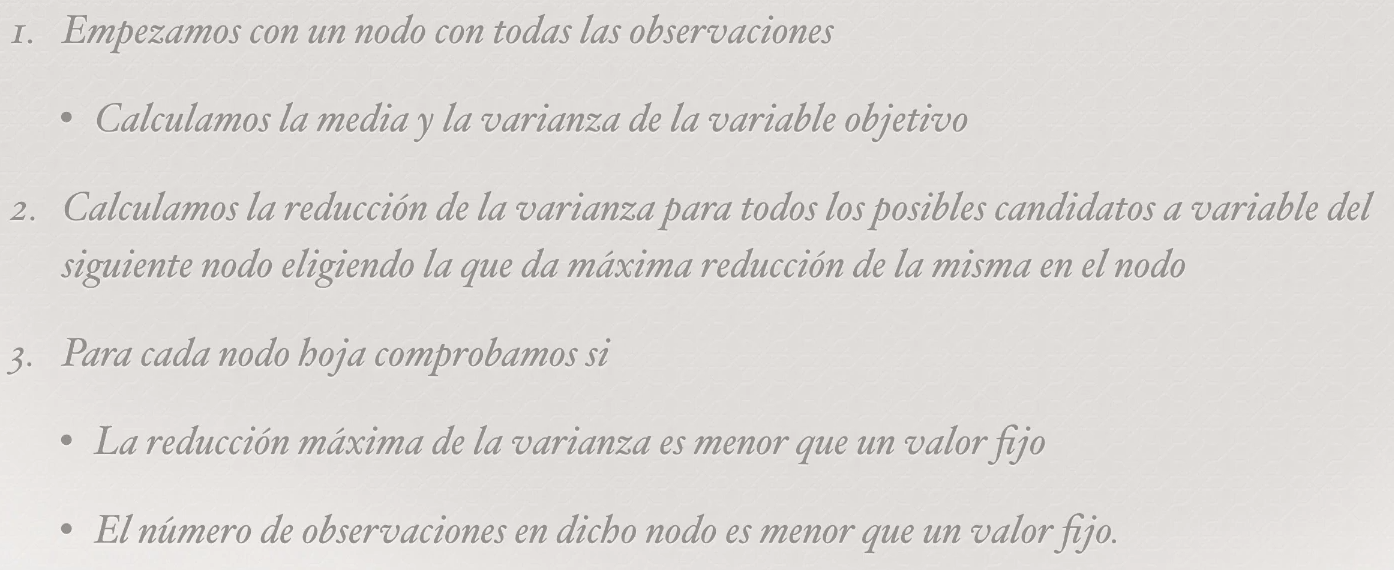 1. Empezamos con un nodo con todas las observaciones
• Calculamos la media y la varianza de la variable objetivo
2. Calculamos la reducción de la varianza para todos los posibles candidatos a variable del
siguiente nodo eligiendo la que da máxima reducción de la misma en el nodo
3. Para cada nodo hoja comprobamos si
• La reducción máxima de la varianza es menor que un valor fijo
• El número de observaciones en dicho nodo es menor que un valor fijo.